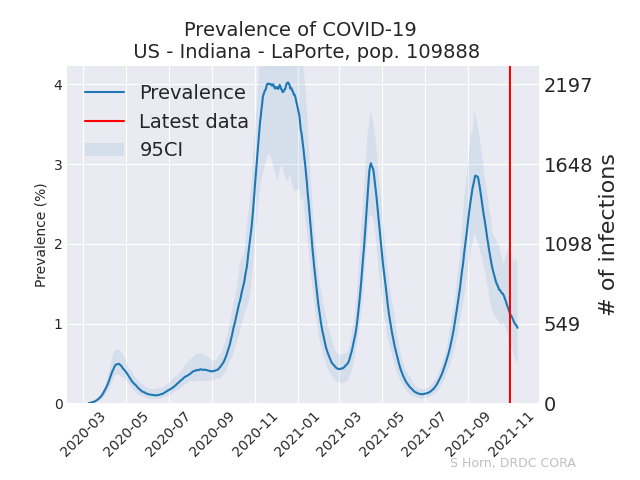 Prevalence of COVID-19
US - Indiana - LaPorte, pop. 109888
Prevalence
Latest data
95CI
Prevalence (%)
4
3
2
1
0
2197
1648
1098
549
0
# of infections
2020-03
2020-05
2020-07
2020-09
2020-11
2021-01
2021-03
2021-05
2021-07
2021-09
2021-11
S Horn, DRDC CORA